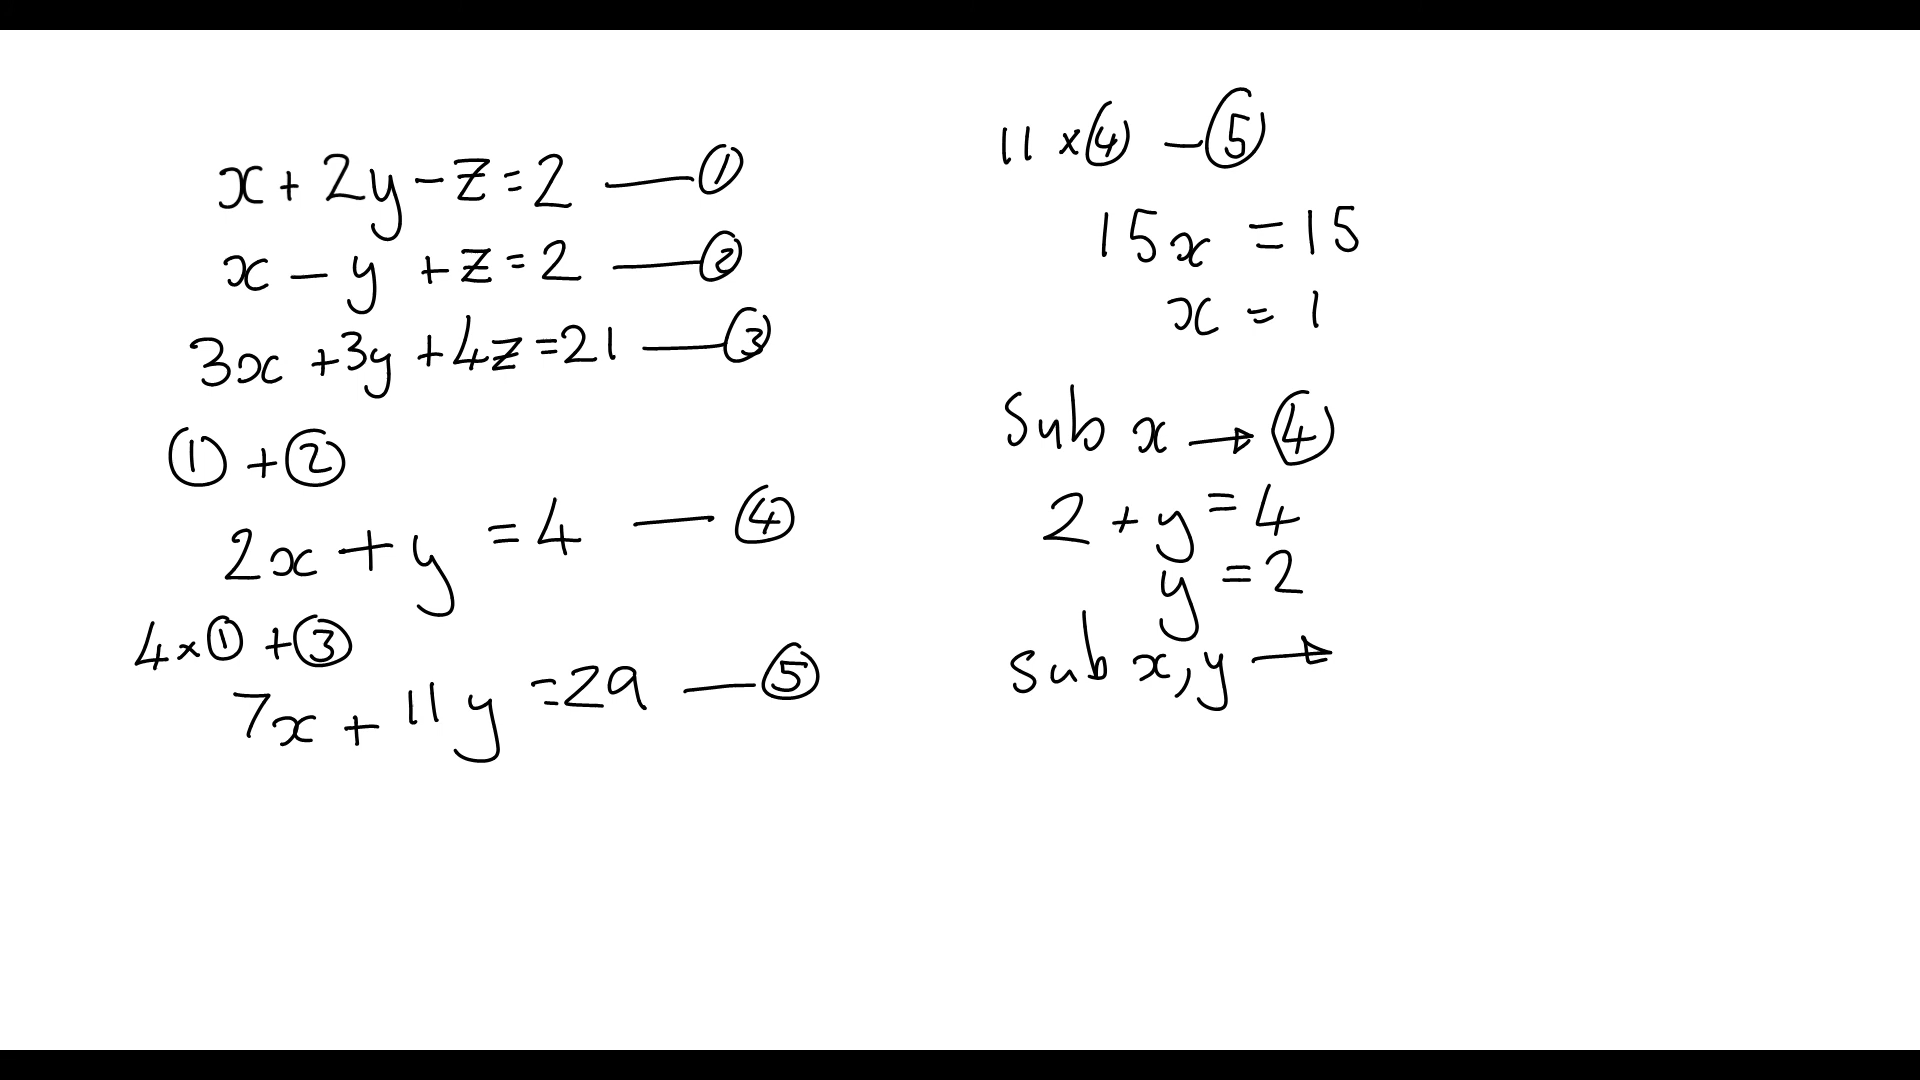 x + 2y - z = 2 — ①
x - y + z = 2 — ②
3x + 3y + 4z = 21 — ③
① + ②
2x + y = 4 — ④
4 × ① + ③
7x + 11y = 29 — ⑤
11 × ④ - ⑤
15x = 15
x = 1
Sub x → ④
2 + y = 4
y = 2
Sub x, y →